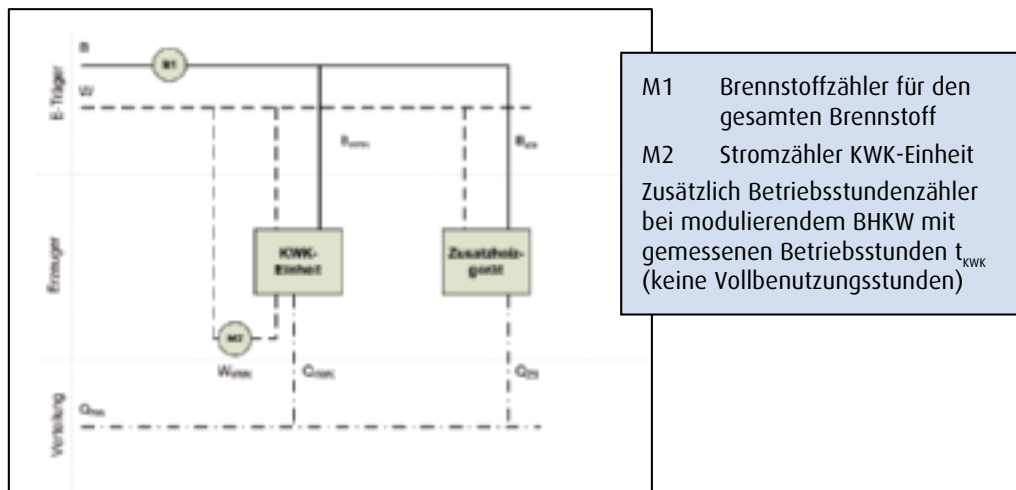 B
M1
W
E-Träger
B
B
Erzeuger
KWK-
Einheit
Zusatzheiz-
gerät
M2
W
Q
Q
Verteilung
Q
M1 Brennstoffzähler für den
gesamten Brennstoff
M2 Stromzähler KWK-Einheit
Zusätzlich Betriebsstundenzähler
bei modulierendem BHKW mit
gemessenen Betriebsstunden t_KWK
(keine Vollbenutzungsstunden)